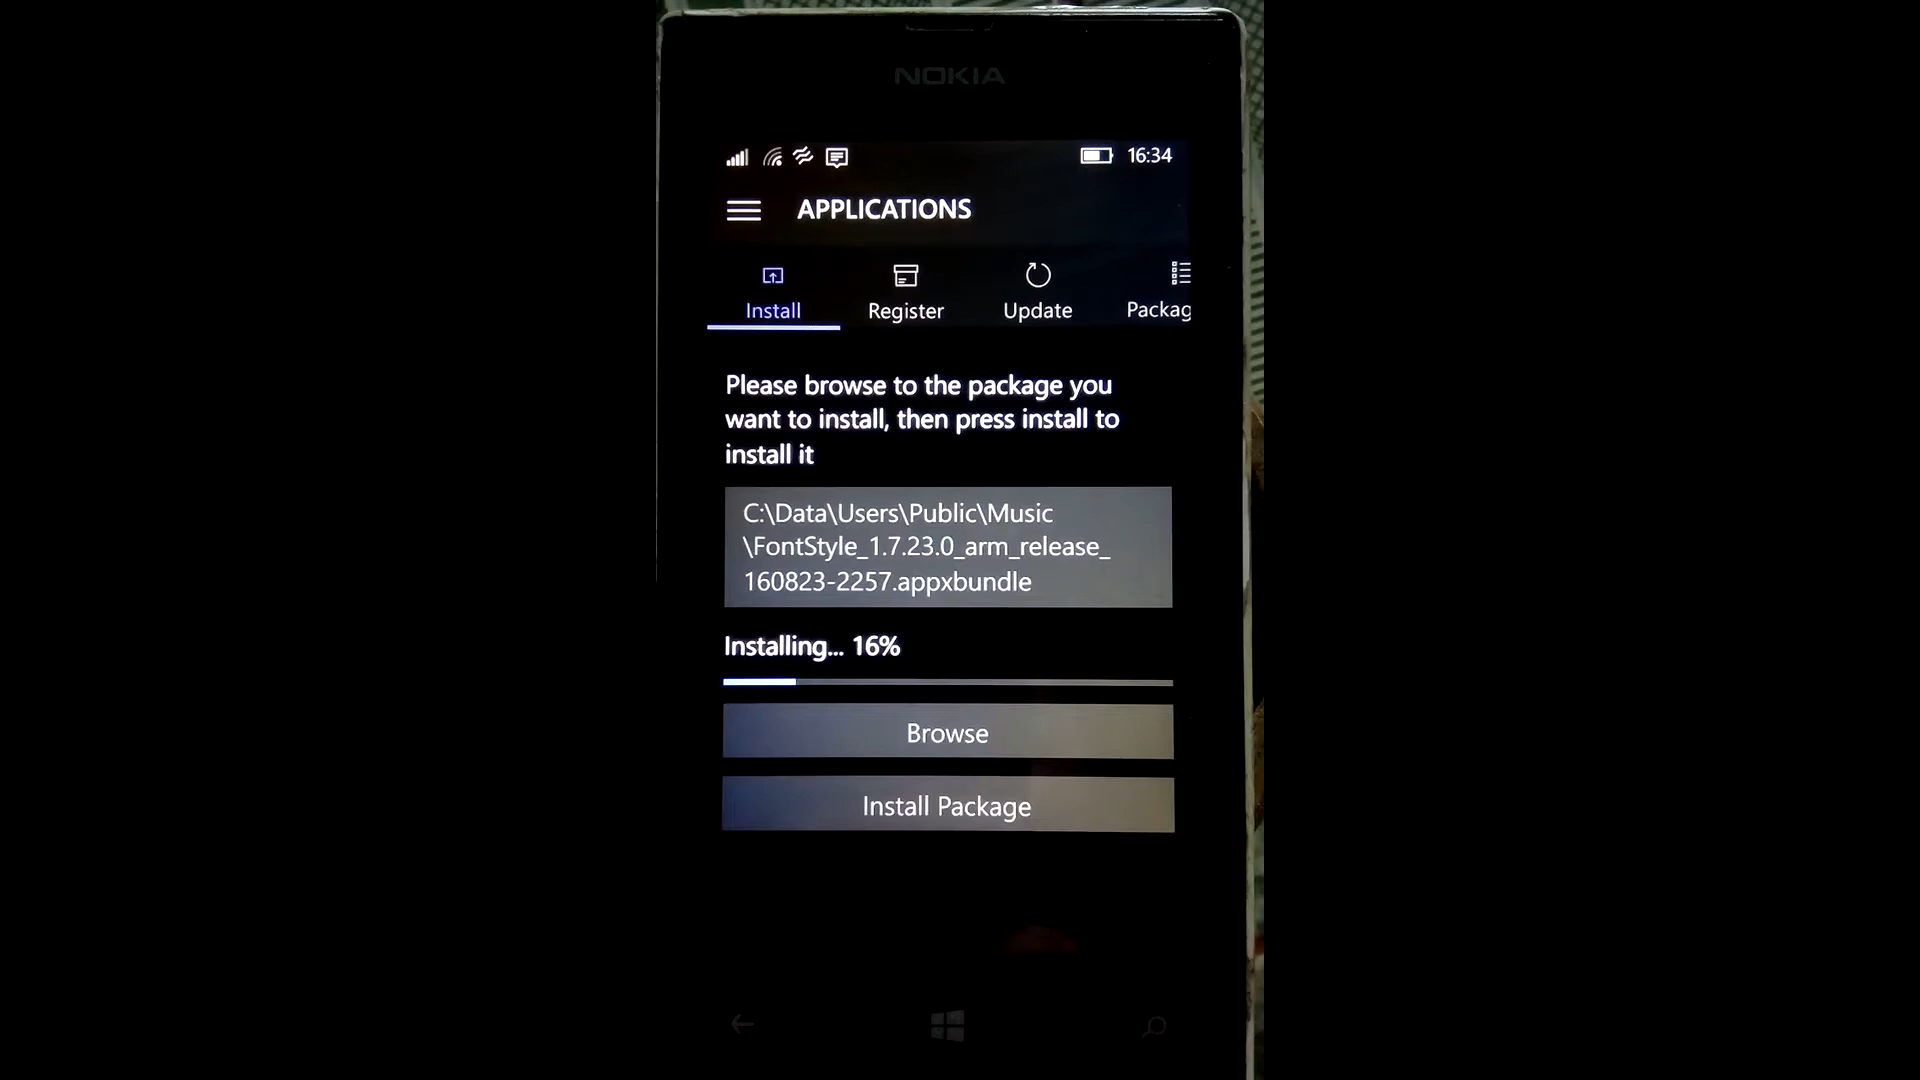 NOKIA
16:34
APPLICATIONS
Install
Register
Update
Packag
Please browse to the package you
want to install, then press install to
install it
C:\Data\Users\Public\Music
\FontStyle_1.7.23.0_arm_release_
160823-2257.appxbundle
Installing... 16%
Browse
Install Package